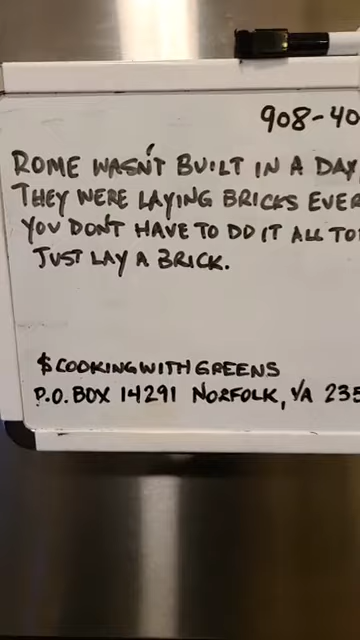 908-40
ROME WASN'T BUILT IN A DAY
THEY WERE LAYING BRICKS EVER
YOU DON'T HAVE TO DO IT ALL TO
JUST LAY A BRICK.
$COOKINGWITHGREENS
P.O. BOX 14291 NORFOLK, VA 235